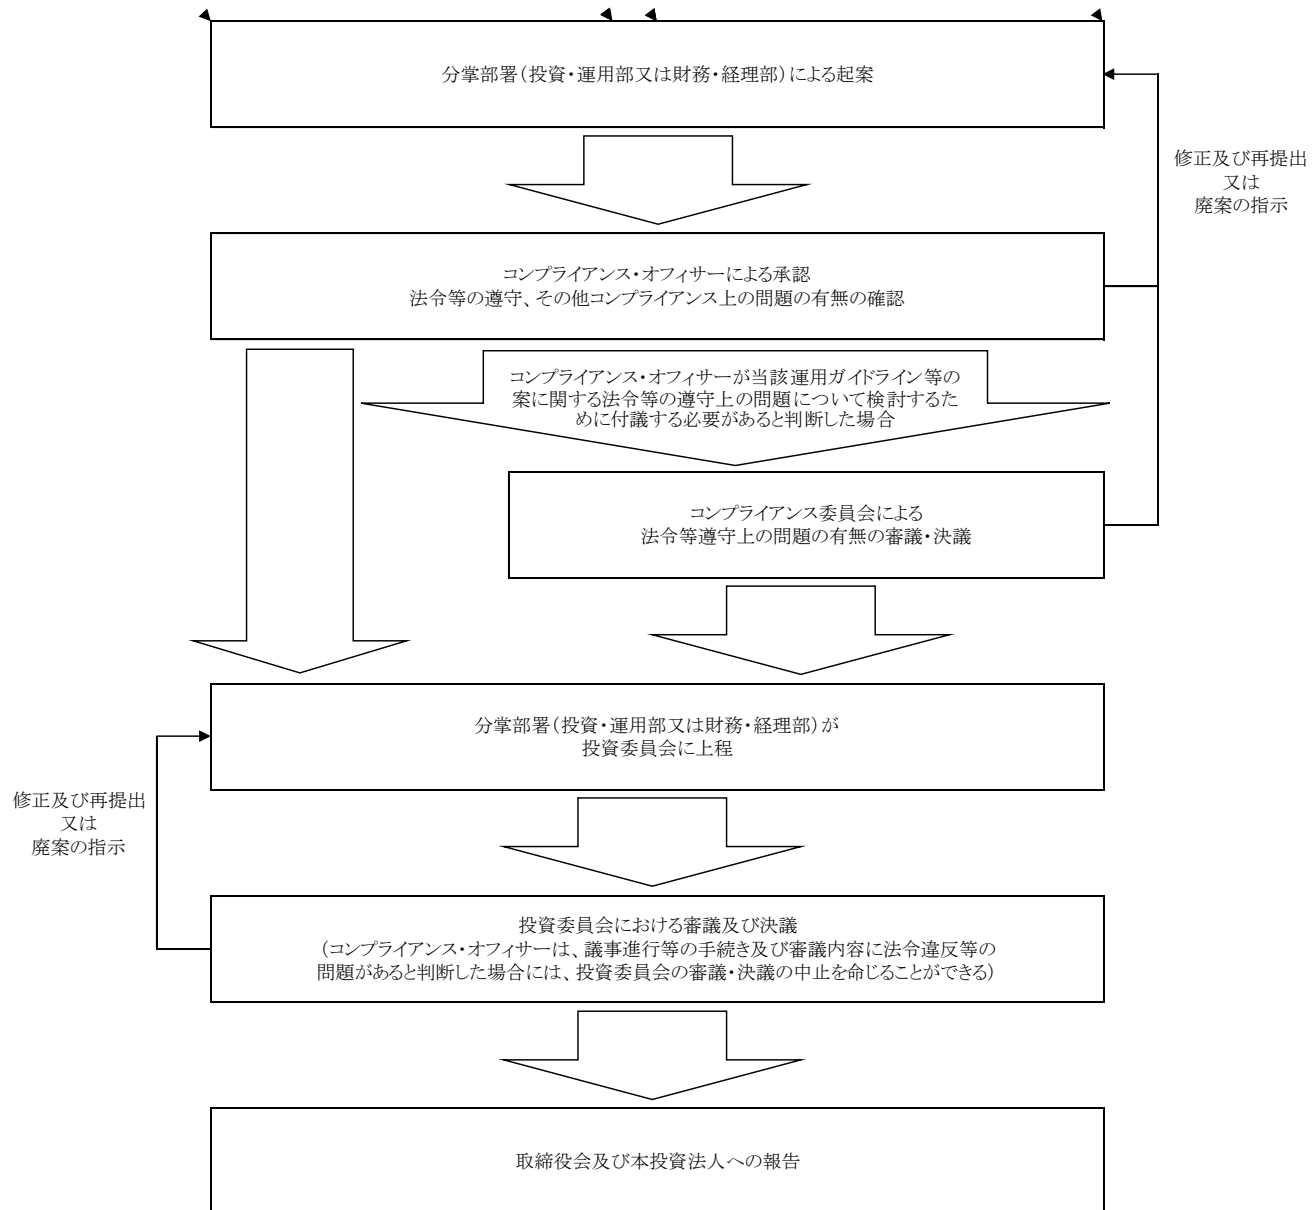 分掌部署(投資・運用部又は財務・経理部)による起案
修正及び再提出
又は
廃案の指示
コンプライアンス・オフィサーによる承認
法令等の遵守、その他コンプライアンス上の問題の有無の確認
コンプライアンス・オフィサーが当該運用ガイドライン等の
案に関する法令等の遵守上の問題について検討するた
めに付議する必要があると判断した場合
コンプライアンス委員会による
法令等遵守上の問題の有無の審議・決議
分掌部署(投資・運用部又は財務・経理部)が
投資委員会に上程
修正及び再提出
又は
廃案の指示
投資委員会における審議及び決議
(コンプライアンス・オフィサーは、議事進行等の手続き及び審議内容に法令違反等の
問題があると判断した場合には、投資委員会の審議・決議の中止を命じることができる)
取締役会及び本投資法人への報告